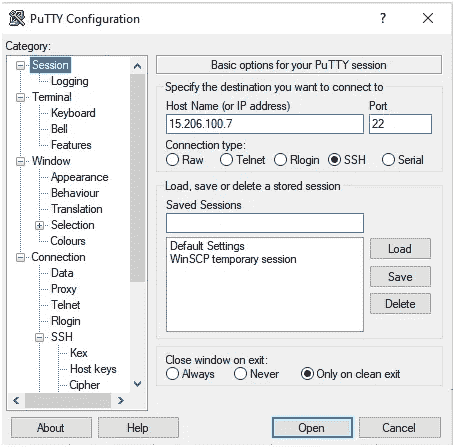 PuTTY Configuration
?
Category:
Session
Logging
Terminal
Keyboard
Bell
Features
Window
Appearance
Behaviour
Translation
Selection
Colours
Connection
Data
Proxy
Telnet
Rlogin
SSH
Kex
Host keys
Cipher
Basic options for your PuTTY session
Specify the destination you want to connect to
Host Name (or IP address) Port
15.206.100.7 22
Connection type:
Raw Telnet Rlogin SSH Serial
Load, save or delete a stored session
Saved Sessions
Default Settings
WinSCP temporary session
Load
Save
Delete
Close window on exit:
Always Never Only on clean exit
About Help Open Cancel